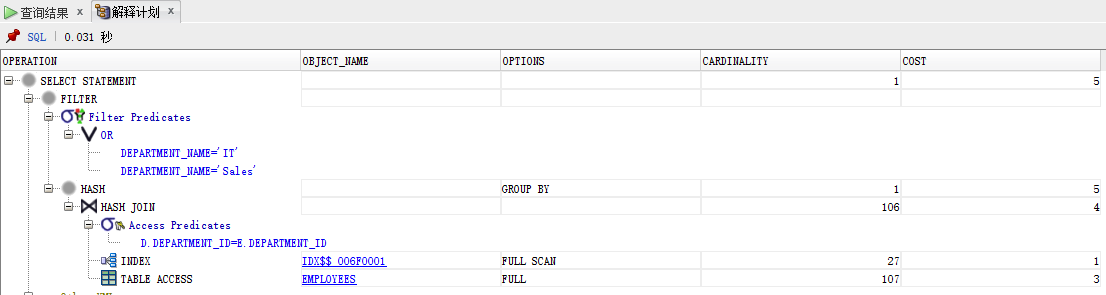 查询结果 x 解释计划 x
SQL | 0.031 秒
OPERATION OBJECT_NAME OPTIONS CARDINALITY COST
SELECT STATEMENT 1 5
FILTER
Filter Predicates
OR
DEPARTMENT_NAME='IT'
DEPARTMENT_NAME='Sales'
HASH GROUP BY 1 5
HASH JOIN 106 4
Access Predicates
D.DEPARTMENT_ID=E.DEPARTMENT_ID
INDEX IDX$$_006F0001 FULL SCAN 27 1
TABLE ACCESS EMPLOYEES FULL 107 3